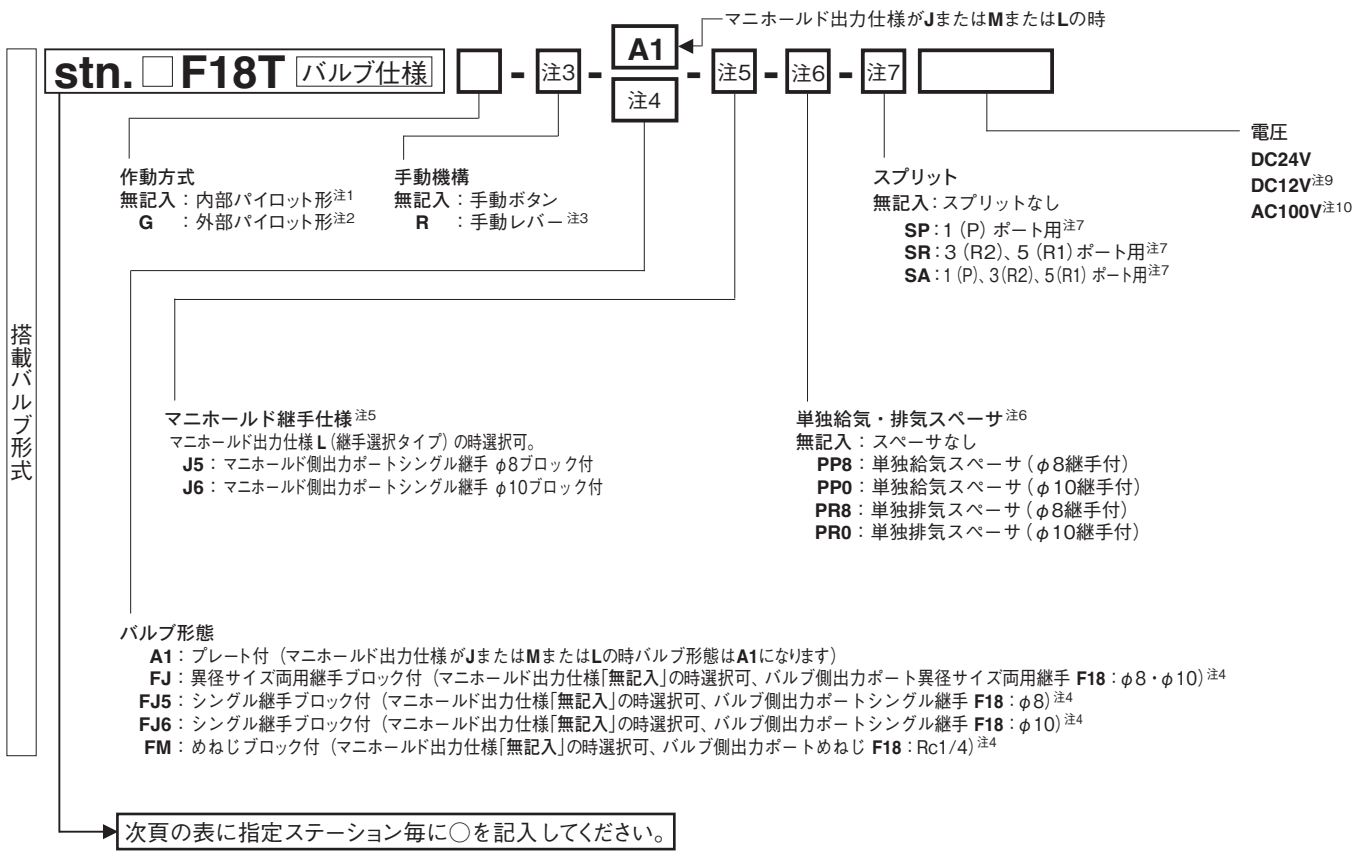 マニホールド出力仕様がJまたはMまたはLの時
stn. □ F18T バルブ仕様 □ - 注3 - A1 - 注5 - 注6 - 注7
注4
作動方式
無記入：内部パイロット形注1
G ：外部パイロット形注2
手動機構
無記入：手動ボタン
R ：手動レバー注3
スプリット
無記入：スプリットなし
SP：1 (P) ポート用注7
SR：3 (R2)、5 (R1) ポート用注7
SA：1 (P)、3(R2)、5(R1) ポート用注7
電圧
DC24V
DC12V注9
AC100V注10
搭載バルブ形式
マニホールド継手仕様注5
マニホールド出力仕様 L（継手選択タイプ）の時選択可。
J5：マニホールド側出力ポートシングル継手 φ8ブロック付
J6：マニホールド側出力ポートシングル継手 φ10ブロック付
単独給気・排気スペーサ注6
無記入：スペーサなし
PP8：単独給気スペーサ（φ8継手付）
PP0：単独給気スペーサ（φ10継手付）
PR8：単独排気スペーサ（φ8継手付）
PR0：単独排気スペーサ（φ10継手付）
バルブ形態
A1：プレート付（マニホールド出力仕様がJまたはMまたはLの時バルブ形態はA1になります）
FJ：異径サイズ両用継手ブロック付（マニホールド出力仕様「無記入」の時選択可、バルブ側出力ポート異径サイズ両用継手 F18：φ8・φ10）注4
FJ5：シングル継手ブロック付（マニホールド出力仕様「無記入」の時選択可、バルブ側出力ポートシングル継手 F18：φ8）注4
FJ6：シングル継手ブロック付（マニホールド出力仕様「無記入」の時選択可、バルブ側出力ポートシングル継手 F18：φ10）注4
FM：めねじブロック付（マニホールド出力仕様「無記入」の時選択可、バルブ側出力ポートめねじ F18：Rc1/4）注4
次頁の表に指定ステーション毎に○を記入してください。